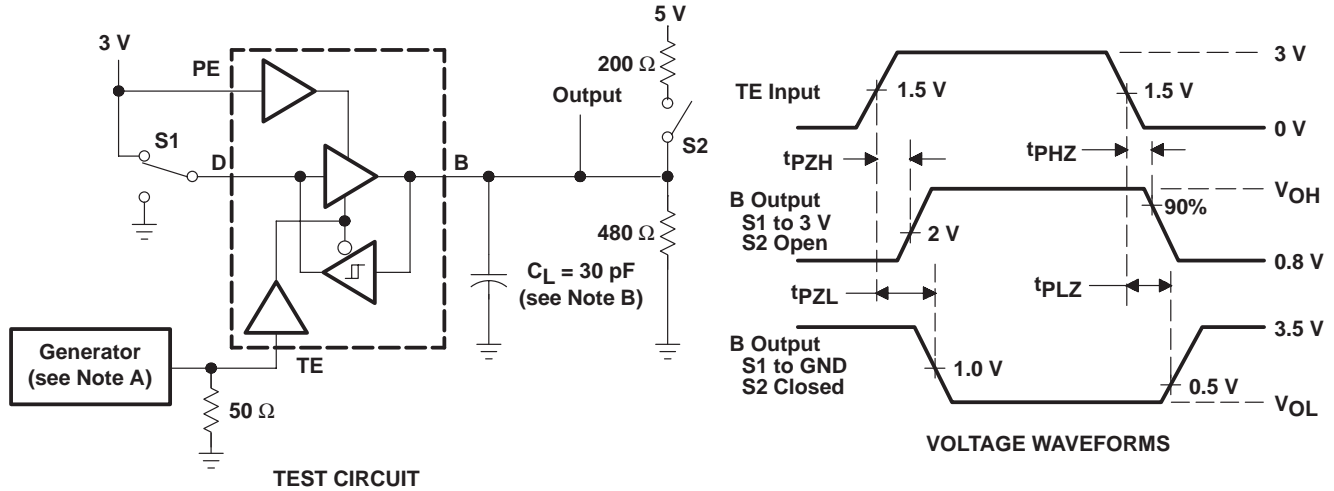 3 V
PE
S1
D
Generator
(see Note A)
50 Ω
TE
B
Output
5 V
200 Ω
S2
480 Ω
CL = 30 pF
(see Note B)
TEST CIRCUIT
TE Input
1.5 V
1.5 V
3 V
0 V
tPZH
tPHZ
B Output
S1 to 3 V
S2 Open
2 V
VOH
90%
0.8 V
tPZL
tPLZ
B Output
S1 to GND
S2 Closed
1.0 V
3.5 V
0.5 V
VOL
VOLTAGE WAVEFORMS